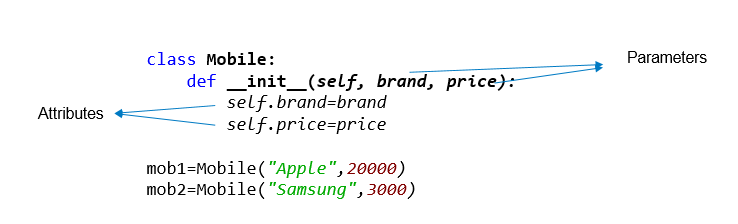 class Mobile:
Parameters
def __init__(self, brand, price):
self.brand=brand
Attributes
self.price=price
mob1=Mobile("Apple",20000)
mob2=Mobile("Samsung",3000)